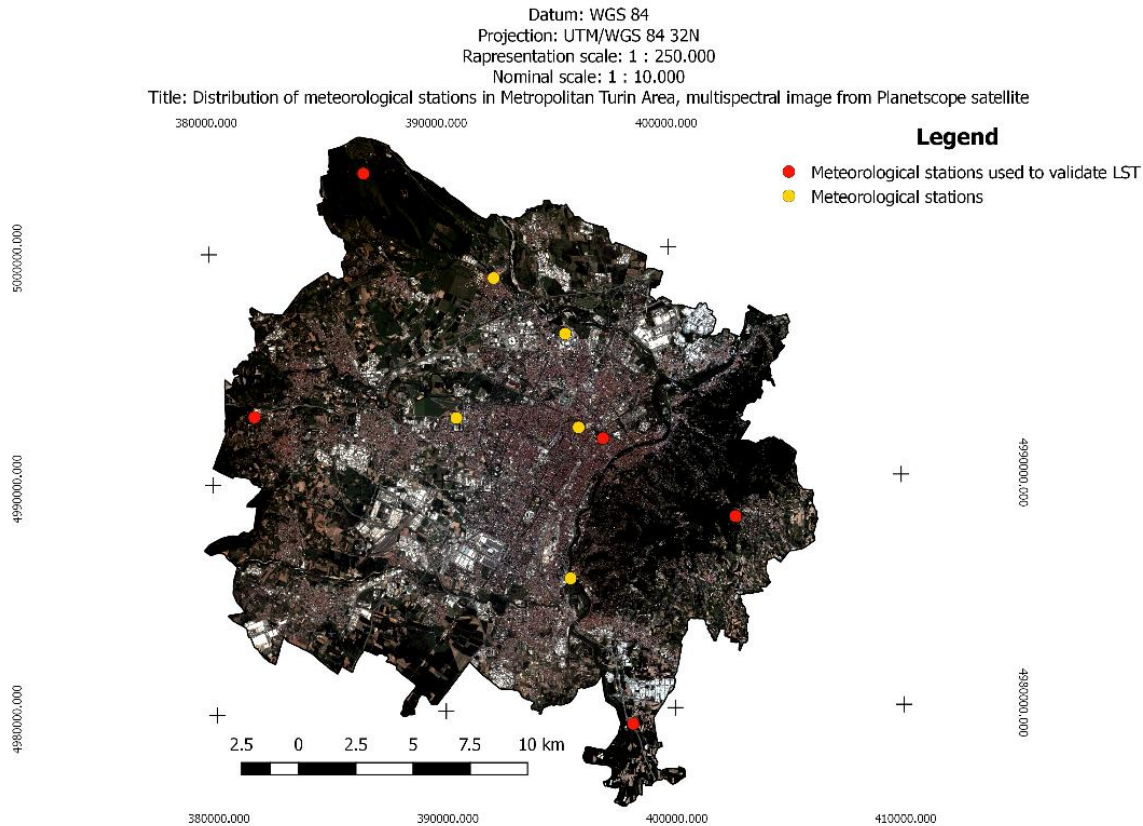 Datum: WGS 84
Projection: UTM/WGS 84 32N
Rapresentation scale: 1 : 250.000
Nominal scale: 1 : 10.000
Title: Distribution of meteorological stations in Metropolitan Turin Area, multispectral image from Planetscope satellite
380000.000 390000.000 400000.000
Legend
Meteorological stations used to validate LST
Meteorological stations
5000000.000
4990000.000
4990000.000
4980000.000
4980000.000
2.5 0 2.5 5 7.5 10 km
380000.000 390000.000 400000.000 410000.000